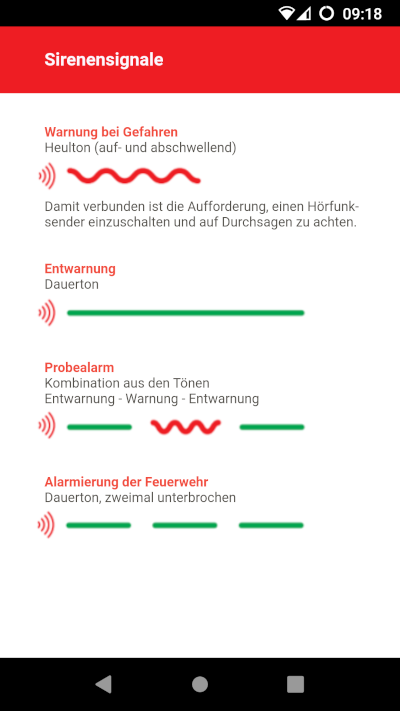 09:18
Sirenensignale
Warnung bei Gefahren
Heulton (auf- und abschwellend)
Damit verbunden ist die Aufforderung, einen Hörfunk-
sender einzuschalten und auf Durchsagen zu achten.
Entwarnung
Dauerton
Probealarm
Kombination aus den Tönen
Entwarnung - Warnung - Entwarnung
Alarmierung der Feuerwehr
Dauerton, zweimal unterbrochen